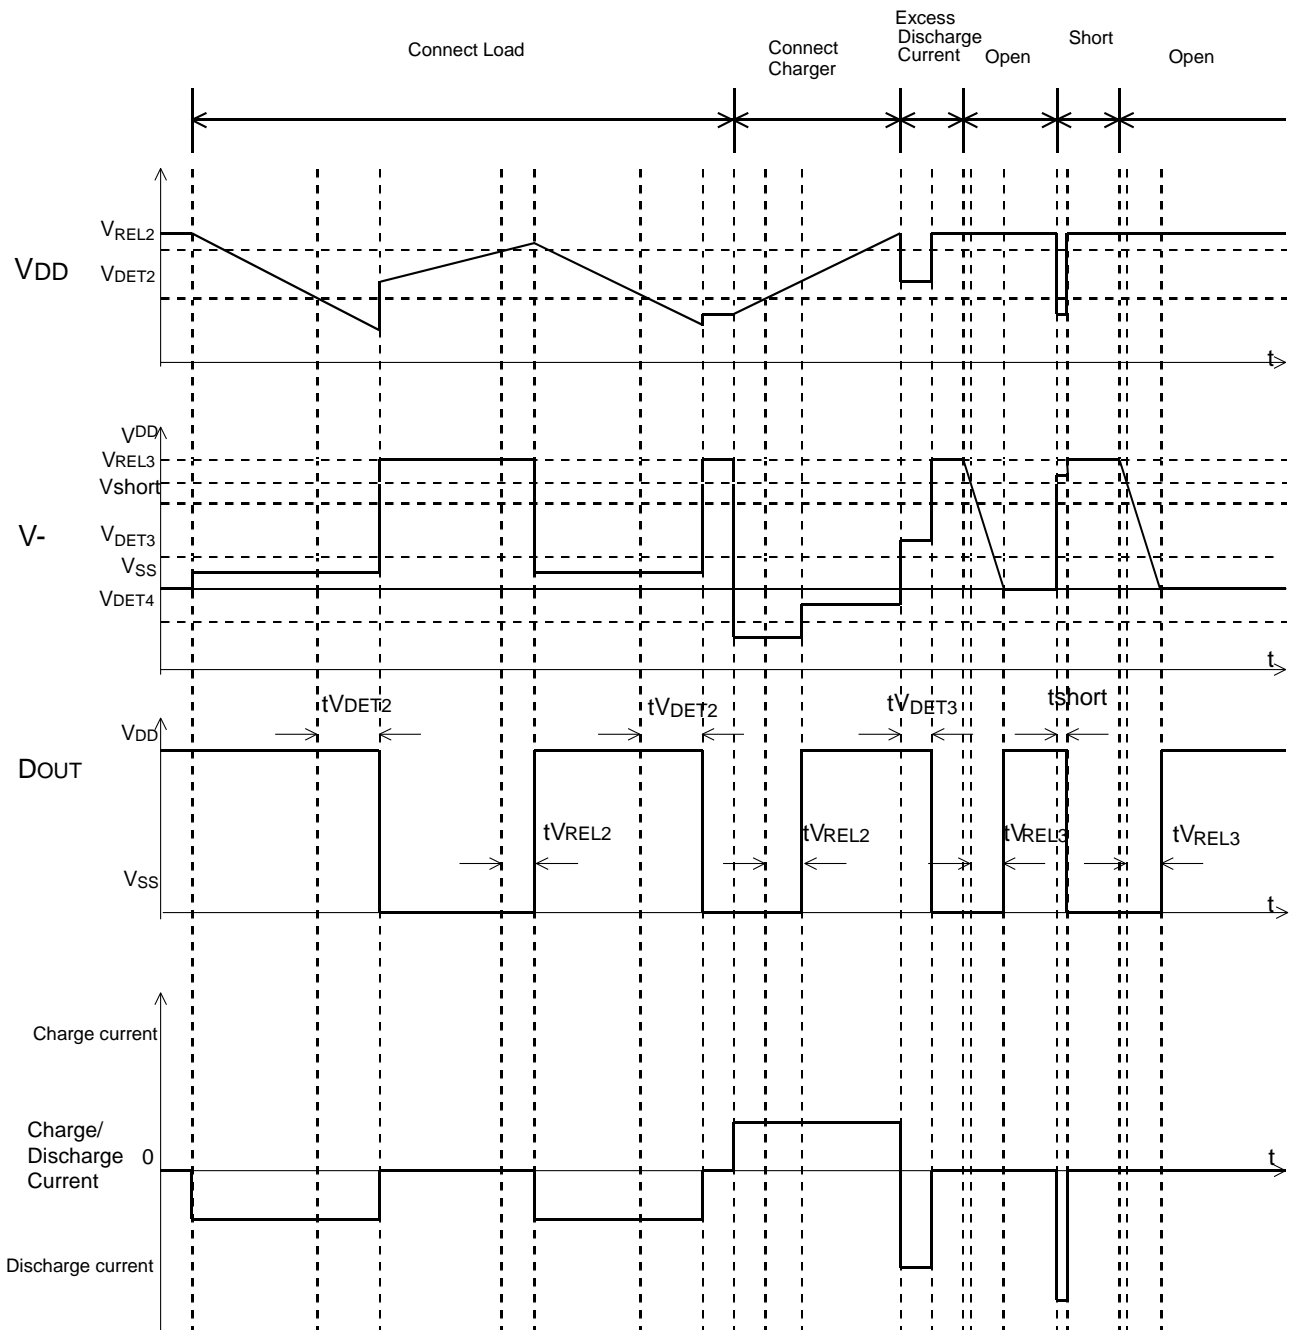 Connect Load
Connect
Charger
Excess
Discharge
Current
Open
Short
Open
VREL2
VDD
VDET2
t
VDD
VREL3
Vshort
V-
VDET3
VSS
VDET4
t
tVDET2
tVDET2
tVDET3
tshort
VDD
DOUT
tVREL2
tVREL2
tVREL3
tVREL3
VSS
t
Charge current
Charge/
Discharge 0
Current
t
Discharge current